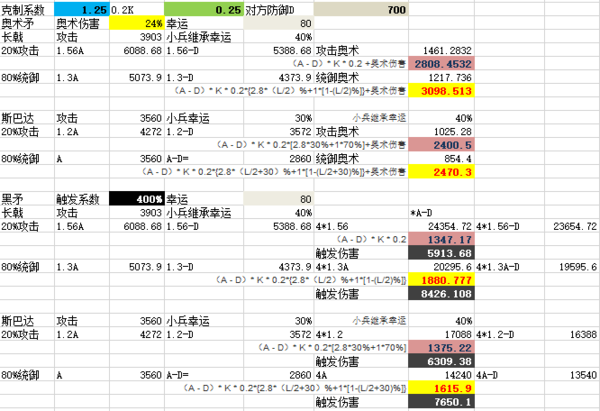 克制系数 1.25 0.2K 0.25 对方防御D 700
奥术矛 奥术伤害 24% 幸运 80
长戟 攻击 3903 小兵继承幸运 40%
20%攻击 1.56A 6088.68 1.56-D 5388.68 攻击奥术 1461.2832
（A－D）* K * 0.2 +奥术伤害 2808.4532
80%统御 1.3A 5073.9 1.3-D 4373.9 统御奥术 1217.736
（A－D）* K * 0.2*[2.8*（L/2）%+1*[1-(L/2)%]]+奥术伤害 3098.513
斯巴达 攻击 3560 小兵幸运 30% 小兵继承幸运 40%
20%攻击 1.2A 4272 1.2-D 3572 攻击奥术 1025.28
（A－D）* K * 0.2*[2.8*30%+1*70%]+奥术伤害 2400.5
80%统御 A 3560 A-D= 2860 统御奥术 854.4
（A－D）* K * 0.2*[2.8*（L/2+30）%+1*[1-(L/2+30)%]]+奥术伤害 2470.3
黑矛 触发系数 400% 幸运 80
长戟 攻击 3903 小兵继承幸运 40% *A-D
20%攻击 1.56A 6088.68 1.56-D 5388.68 4*1.56 24354.72 4*1.56-D 23654.72
（A－D）* K * 0.2 1347.17
触发伤害 5913.68
80%统御 1.3A 5073.9 1.3-D 4373.9 4*1.3A 20295.6 4*1.3A-D 19595.6
（A－D）* K * 0.2*[2.8*（L/2）%+1*[1-(L/2)%]] 1880.777
触发伤害 8426.108
斯巴达 攻击 3560 小兵幸运 30% 小兵继承幸运 40%
20%攻击 1.2A 4272 1.2-D 3572 4*1.2 17088 4*1.2-D 16388
（A－D）* K * 0.2*[2.8*30%+1*70%] 1375.22
触发伤害 6309.38
80%统御 A 3560 A-D= 2860 4A 14240 4A-D 13540
（A－D）* K * 0.2*[2.8*（L/2+30）%+1*[1-(L/2+30)%]] 1615.9
触发伤害 7650.1